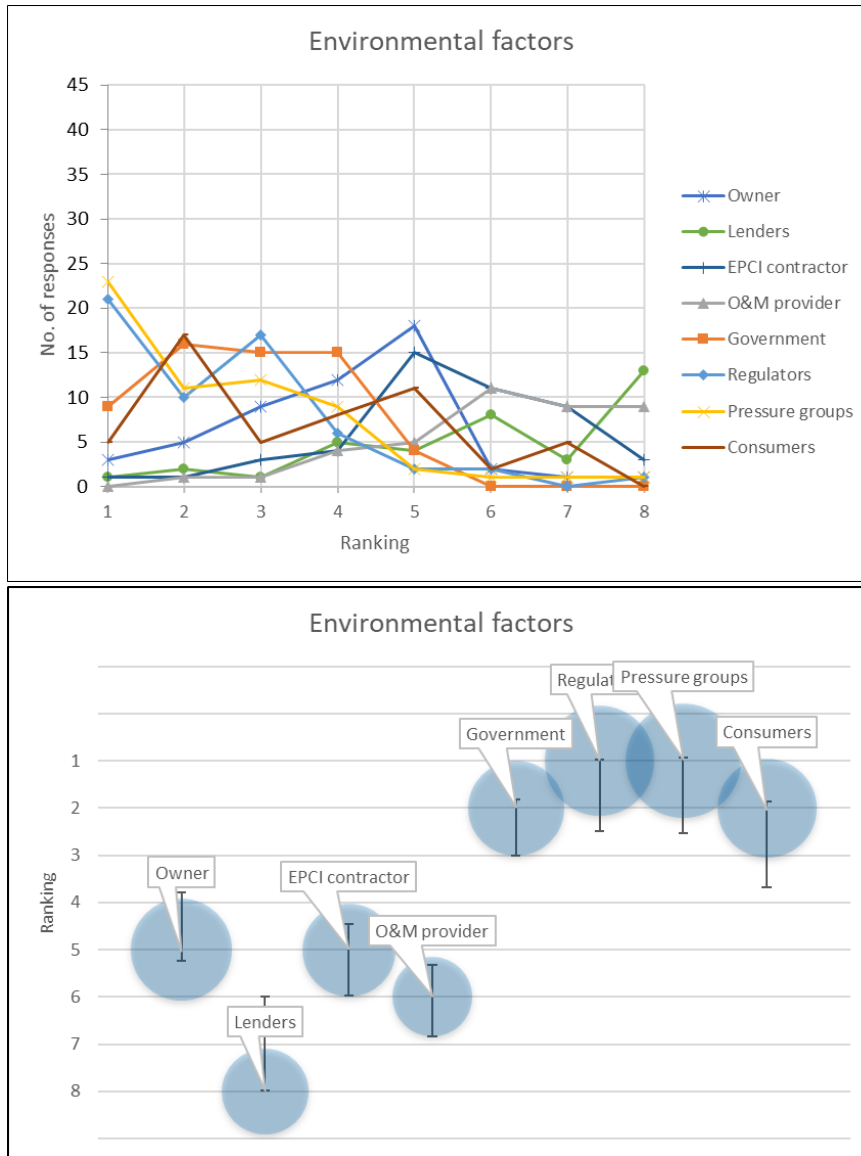 Environmental factors
45
40
35
30
25
20
15
10
5
0
No. of responses
1 2 3 4 5 6 7 8
Ranking
Owner
Lenders
EPCI contractor
O&M provider
Government
Regulators
Pressure groups
Consumers
Environmental factors
Ranking
1
2
3
4
5
6
7
8
Owner
Lenders
EPCI contractor
O&M provider
Government
Regulat
Pressure groups
Consumers